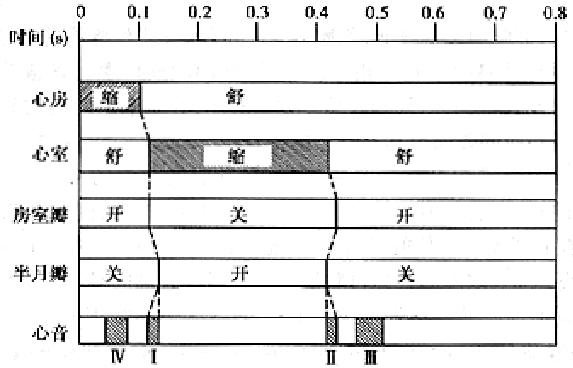 0 0.1 0.2 0.3 0.4 0.5 0.6 0.7 0.8
时间 (s)
心房 缩 舒
心室 舒 缩 舒
房室瓣 开 关 开
半月瓣 关 开 关
心音
Ⅳ Ⅰ Ⅱ Ⅲ